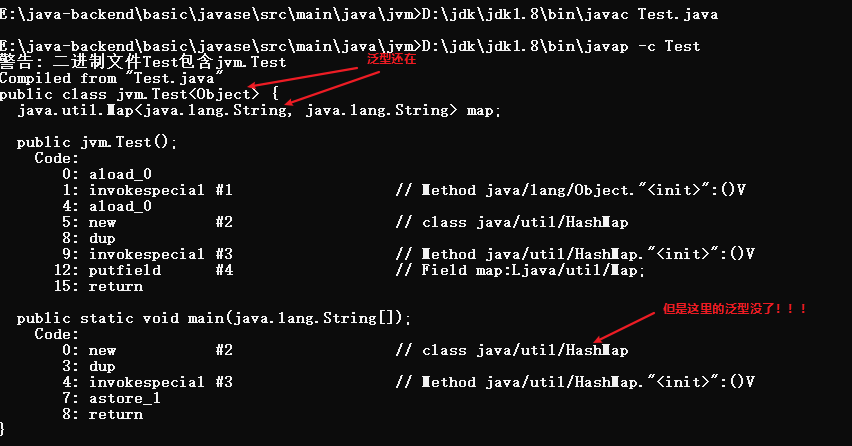 E:\java-backend\basic\javase\src\main\java\jvm>D:\jdk\jdk1.8\bin\javac Test.java
E:\java-backend\basic\javase\src\main\java\jvm>D:\jdk\jdk1.8\bin\javap -c Test
警告: 二进制文件Test包含jvm.Test
泛型还在
Compiled from "Test.java"
public class jvm.Test<Object> {
  java.util.Map<java.lang.String, java.lang.String> map;
  public jvm.Test();
    Code:
       0: aload_0
       1: invokespecial #1                  // Method java/lang/Object."<init>":()V
       4: aload_0
       5: new           #2                  // class java/util/HashMap
       8: dup
       9: invokespecial #3                  // Method java/util/HashMap."<init>":()V
      12: putfield      #4                  // Field map:Ljava/util/Map;
      15: return
但是这里的泛型没了！！！
  public static void main(java.lang.String[]);
    Code:
       0: new           #2                  // class java/util/HashMap
       3: dup
       4: invokespecial #3                  // Method java/util/HashMap."<init>":()V
       7: astore_1
       8: return
}